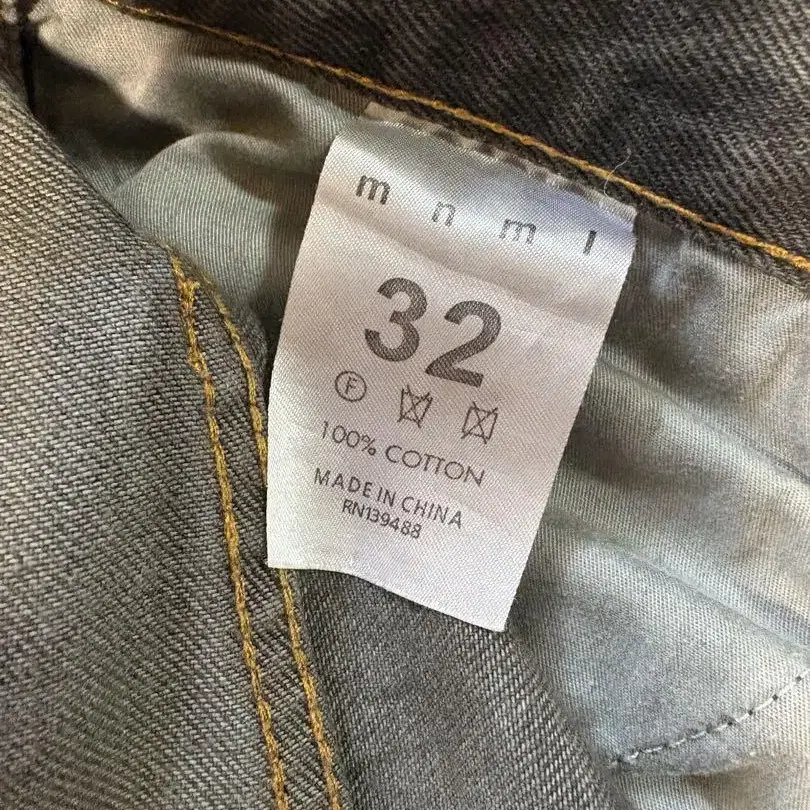 m n m l
32
F
100% COTTON
MADE IN CHINA
RN139488